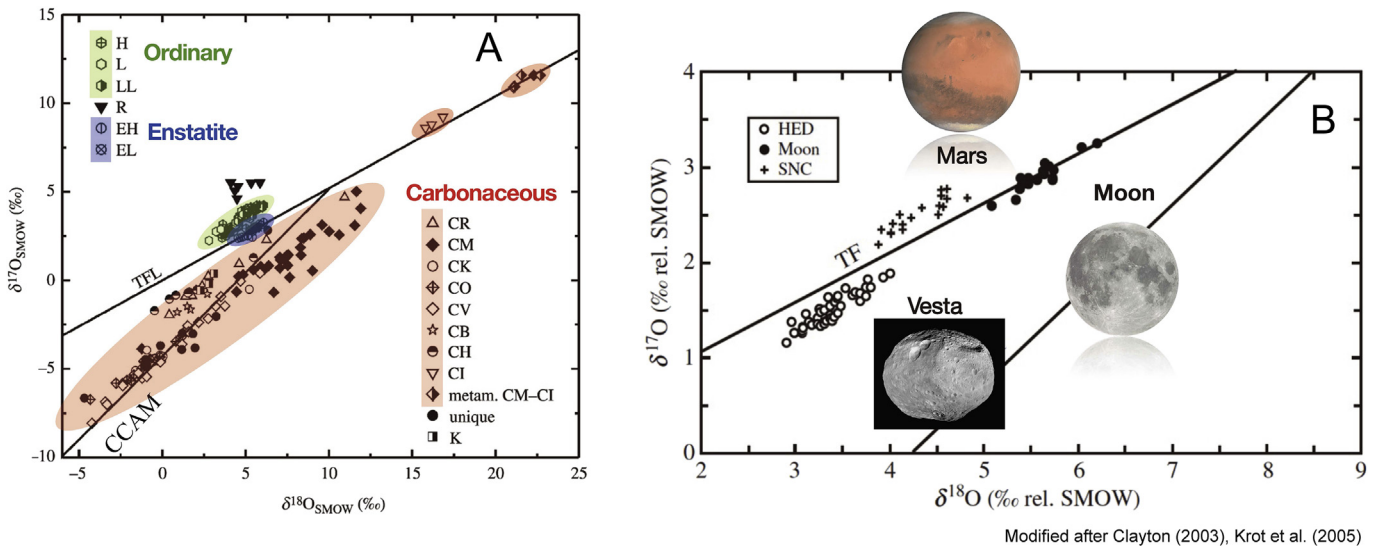 A
H
L
LL
Ordinary
R
EH
EL
Enstatite
Carbonaceous
CR
CM
CK
CO
CV
CB
CH
CI
metam. CM–CI
unique
K
TFL
CCAM
15
10
5
0
−5
−10
δ17OSMOW (‰)
−5 0 5 10 15 20 25
δ18OSMOW (‰)
B
HED
Moon
SNC
Mars
Moon
Vesta
TF
4
3
2
1
0
δ17O (‰ rel. SMOW)
2 3 4 5 6 7 8 9
δ18O (‰ rel. SMOW)
Modified after Clayton (2003), Krot et al. (2005)